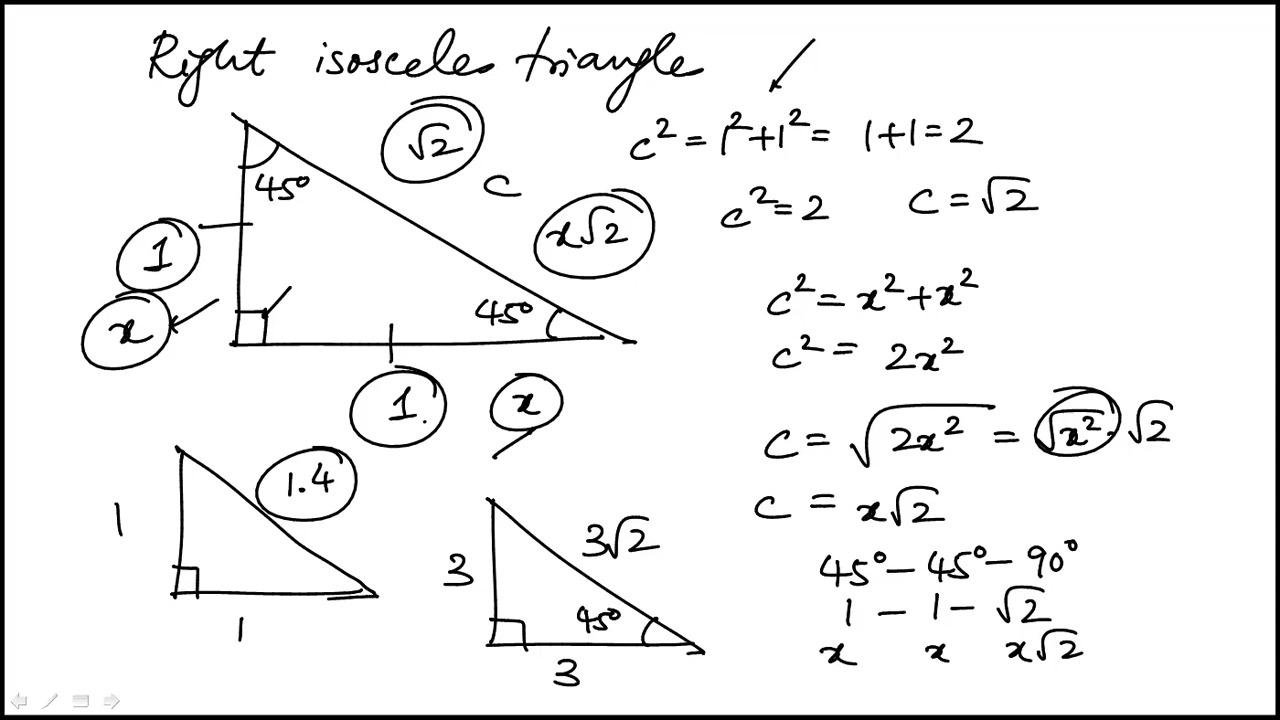 Right isosceles triangle
√2
45°
c
1
x√2
x
45°
1
x
c² = 1² + 1² = 1 + 1 = 2
c² = 2 c = √2
c² = x² + x²
c² = 2x²
c = √2x² = √x² · √2
c = x√2
45° – 45° – 90°
1 – 1 – √2
x x x√2
1.4
1
1
3√2
3
45°
3